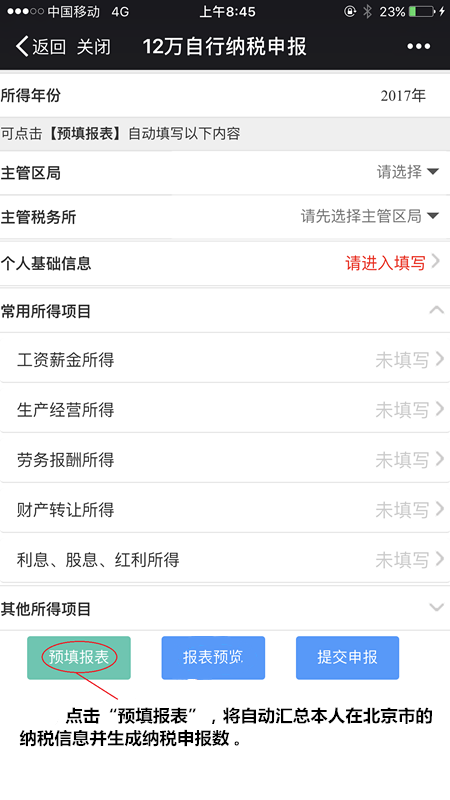 中国移动 4G 上午8:45 23%
返回 关闭 12万自行纳税申报
所得年份 2017年
可点击【预填报表】自动填写以下内容
主管区局 请选择
主管税务所 请先选择主管区局
个人基础信息 请进入填写
常用所得项目
工资薪金所得 未填写
生产经营所得 未填写
劳务报酬所得 未填写
财产转让所得 未填写
利息、股息、红利所得 未填写
其他所得项目
预填报表 报表预览 提交申报
点击“预填报表”，将自动汇总本人在北京市的
纳税信息并生成纳税申报数。